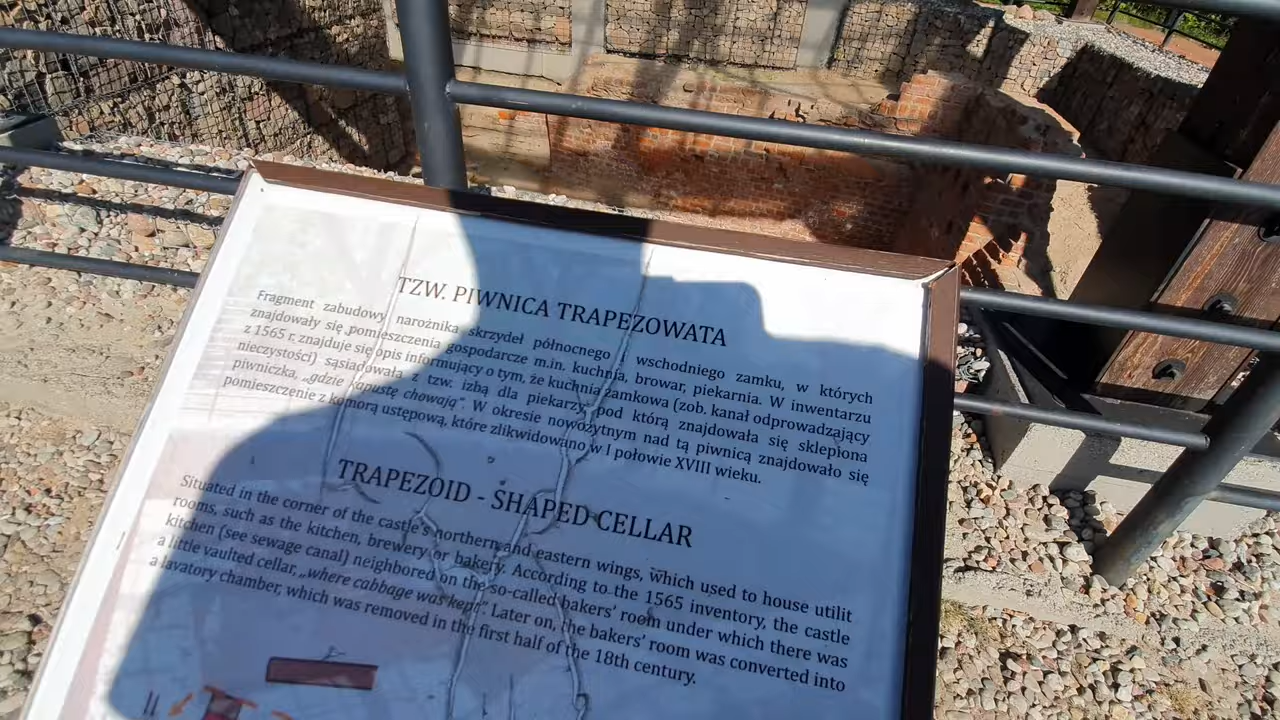 TZW. PIWNICA TRAPEZOWATA
Fragment zabudowy narożnika skrzydeł północnego i wschodniego zamku, w których
znajdowały się pomieszczenia gospodarcze m.in. kuchnia, browar, piekarnia. W inwentarzu
z 1565 r. znajduje się opis informujący o tym, że kuchnia zamkowa (zob. kanał odprowadzający
nieczystości) sąsiadowała z tzw. izbą dla piekarzy, pod którą znajdowała się sklepiona
piwniczka, „gdzie kapustę chowają". W okresie nowożytnym nad tą piwnicą znajdowało się
pomieszczenie z komorą ustępową, które zlikwidowano w I połowie XVIII wieku.
TRAPEZOID - SHAPED CELLAR
Situated in the corner of the castle's northern and eastern wings, which used to house utilit
rooms, such as the kitchen, brewery or bakery. According to the 1565 inventory, the castle
kitchen (see sewage canal) neighbored on the so-called bakers' room under which there was
a little vaulted cellar, „where cabbage was kept". Later on, the bakers' room was converted into
a lavatory chamber, which was removed in the first half of the 18th century.